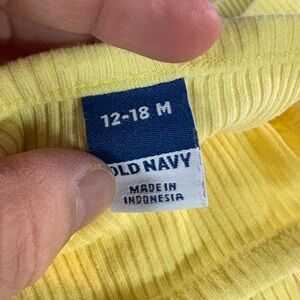 12-18 M
OLD NAVY
MADE IN
INDONESIA